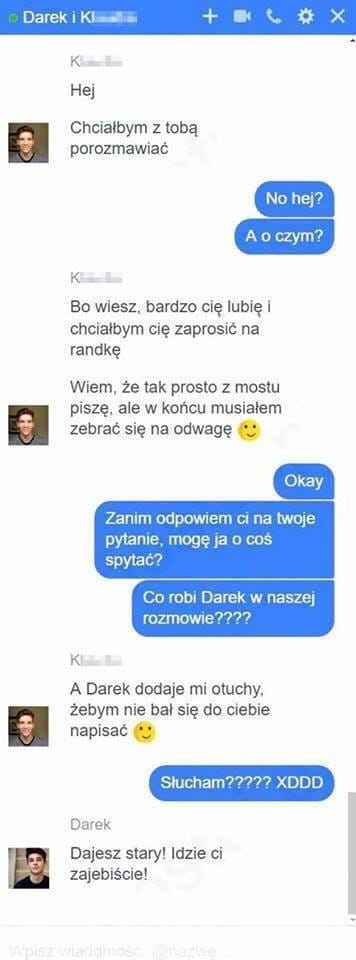 Darek i Kl
K
Hej
Chciałbym z tobą
porozmawiać
No hej?
A o czym?
K
Bo wiesz, bardzo cię lubię i
chciałbym cię zaprosić na
randkę
Wiem, że tak prosto z mostu
piszę, ale w końcu musiałem
zebrać się na odwagę
Okay
Zanim odpowiem ci na twoje
pytanie, mogę ja o coś
spytać?
Co robi Darek w naszej
rozmowie????
K
A Darek dodaje mi otuchy,
żebym nie bał się do ciebie
napisać
Słucham????? XDDD
Darek
Dajesz stary! Idzie ci
zajebiście!
Wpisz wiadomość, @nazwę...